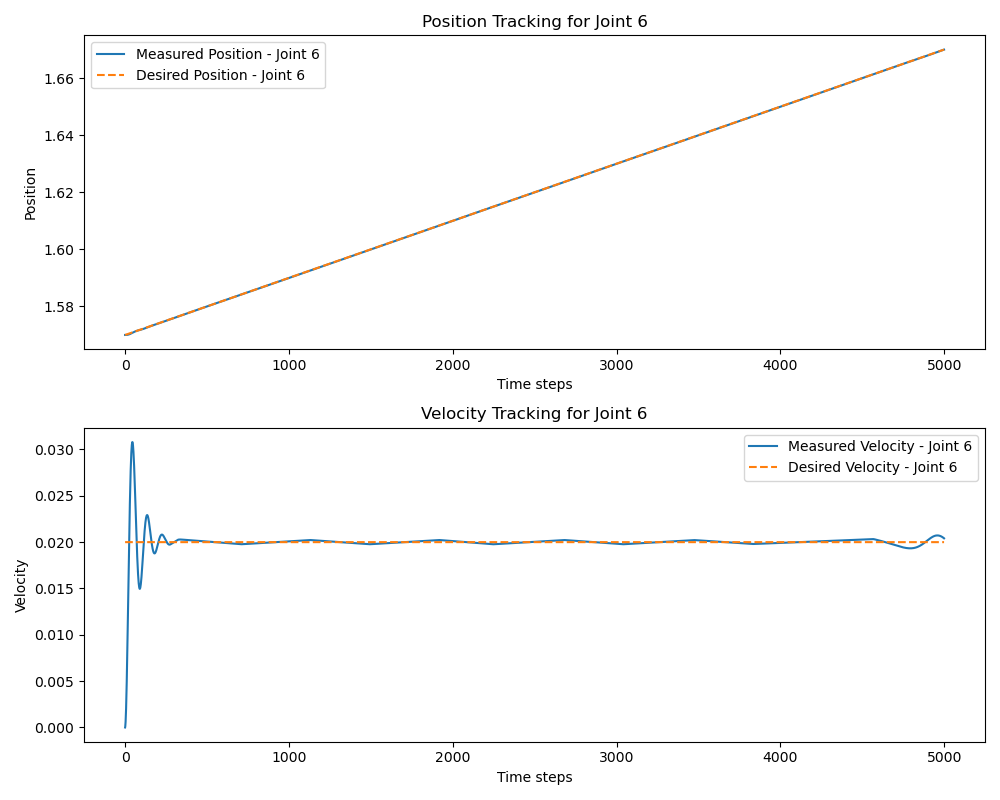 Position Tracking for Joint 6
Measured Position - Joint 6
Desired Position - Joint 6
Position
1.66
1.64
1.62
1.60
1.58
0 1000 2000 3000 4000 5000
Time steps
Velocity Tracking for Joint 6
Measured Velocity - Joint 6
Desired Velocity - Joint 6
Velocity
0.030
0.025
0.020
0.015
0.010
0.005
0.000
0 1000 2000 3000 4000 5000
Time steps